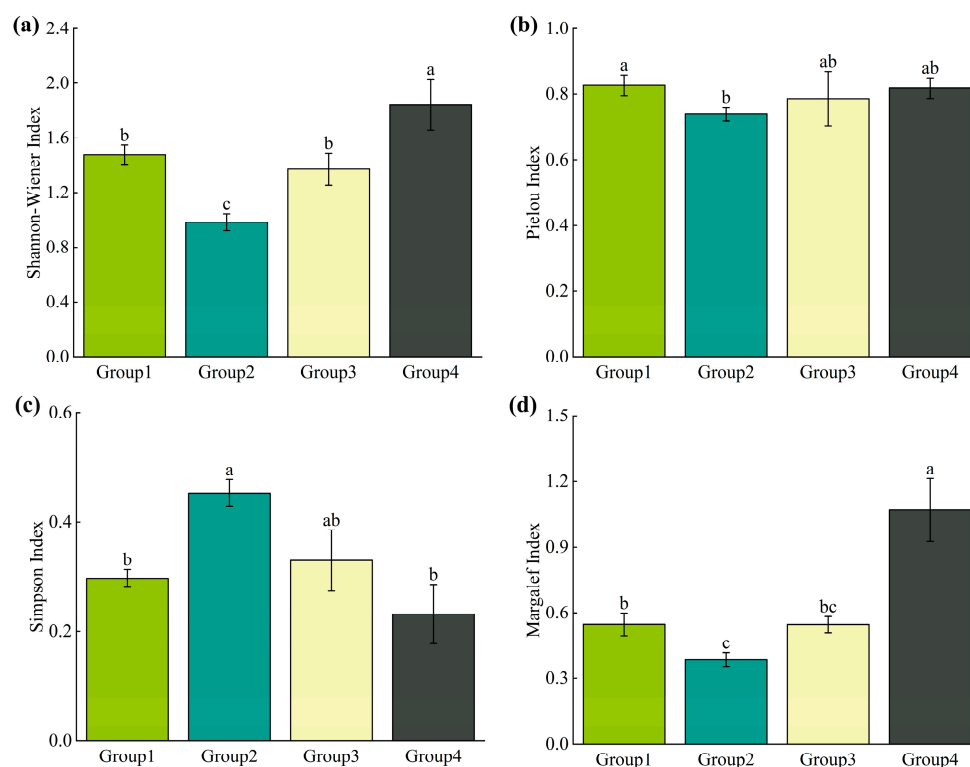 (a)
Shannon-Wiener Index
2.4
2.0
1.6
1.2
0.8
0.4
0.0
b
c
b
a
Group1 Group2 Group3 Group4
(b)
Pielou Index
1.0
0.8
0.6
0.4
0.2
0.0
a
b
ab
ab
Group1 Group2 Group3 Group4
(c)
Simpson Index
0.6
0.4
0.2
0.0
b
a
ab
b
Group1 Group2 Group3 Group4
(d)
Margalef Index
1.5
1.2
0.9
0.6
0.3
0.0
b
c
bc
a
Group1 Group2 Group3 Group4